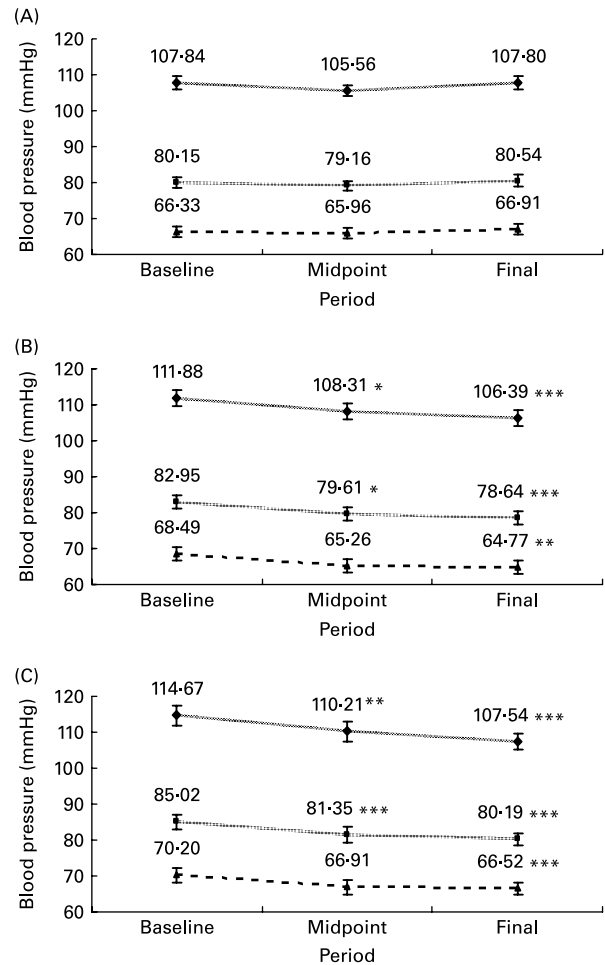 (A)
120
110
100
90
80
70
60
Blood pressure (mmHg)
107·84 105·56 107·80
80·15 79·16 80·54
66·33 65·96 66·91
Baseline Midpoint Final
Period
(B)
120
110
100
90
80
70
60
Blood pressure (mmHg)
111·88 108·31 * 106·39 ***
82·95 79·61 * 78·64 ***
68·49 65·26 64·77 **
Baseline Midpoint Final
Period
(C)
120
110
100
90
80
70
60
Blood pressure (mmHg)
114·67 110·21** 107·54 ***
85·02 81·35 *** 80·19 ***
70·20 66·91 66·52 ***
Baseline Midpoint Final
Period